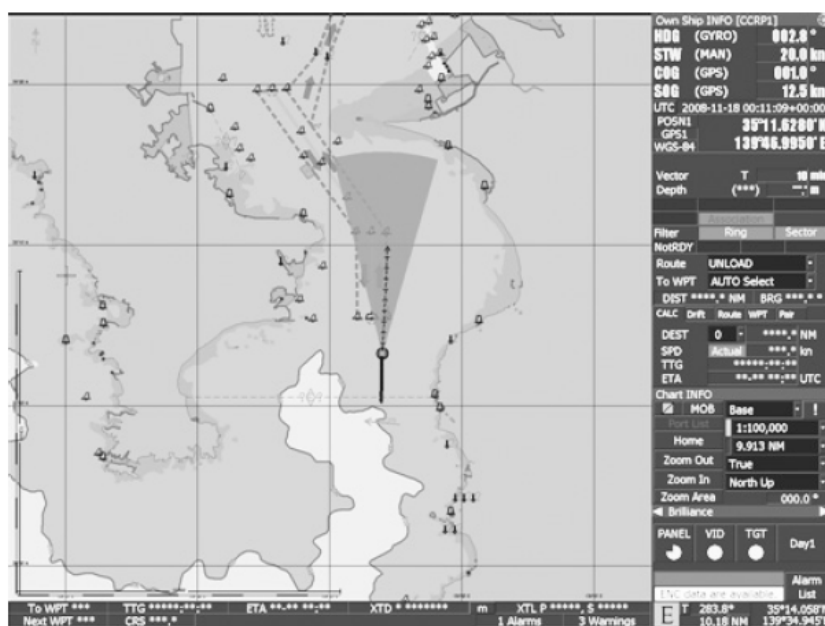 Own Ship INFO [CCRP1]
HDG (GYRO) 002.8°
STW (MAN) 20.0 kn
COG (GPS) 001.0°
SOG (GPS) 12.5 kn
UTC 2008-11-18 00:11:09+00:00
POSN1 35°11.6280' N
GPS1 139°46.9950' E
WGS-84
Vector T 10 min
Depth (***) **.* m
Association
Filter Ring Sector
NotRDY
Route UNLOAD
To WPT AUTO Select
DIST ****.* NM BRG ***.* °
CALC Drift Route WPT Pair
DEST 0 ****.* NM
SPD Actual ***.* kn
TTG *****:**:**
ETA **-** **:** UTC
Chart INFO
MOB Base !
Port List 1:100,000
Home 9.913 NM
Zoom Out True
Zoom In North Up
Zoom Area 000.0 °
Brilliance
PANEL VID TGT Day1
ENC data are available. Alarm List
To WPT *** TTG *****:**:** ETA **-** **:** XTD * ******* m XTL P *****, S *****
Next WPT *** CRS ***.° 1 Alarms 3 Warnings
E T 283.8° 35°14.058'N
10.18 NM 139°34.945'E